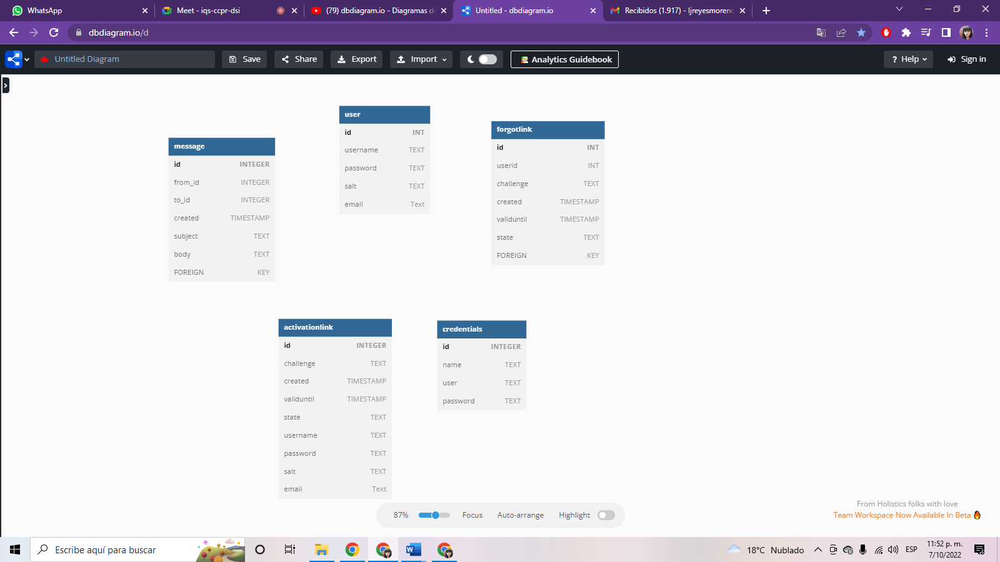 WhatsApp
Meet - iqs-ccpr-dsi
(79) dbdiagram.io - Diagramas de
Untitled - dbdiagram.io
Recibidos (1.917) - ljreyesmoreno
dbdiagram.io/d
Untitled Diagram
Save
Share
Export
Import
Analytics Guidebook
? Help
Sign in
message
id INTEGER
from_id INTEGER
to_id INTEGER
created TIMESTAMP
subject TEXT
body TEXT
FOREIGN KEY
user
id INT
username TEXT
password TEXT
salt TEXT
email Text
forgotlink
id INT
userid INT
challenge TEXT
created TIMESTAMP
validuntil TIMESTAMP
state TEXT
FOREIGN KEY
activationlink
id INTEGER
challenge TEXT
created TIMESTAMP
validuntil TIMESTAMP
state TEXT
username TEXT
password TEXT
salt TEXT
email Text
credentials
id INTEGER
name TEXT
user TEXT
password TEXT
87% Focus Auto-arrange Highlight
From Holistics folks with love
Team Workspace Now Available In Beta
Escribe aquí para buscar
18°C Nublado
ESP
11:52 p. m.
7/10/2022